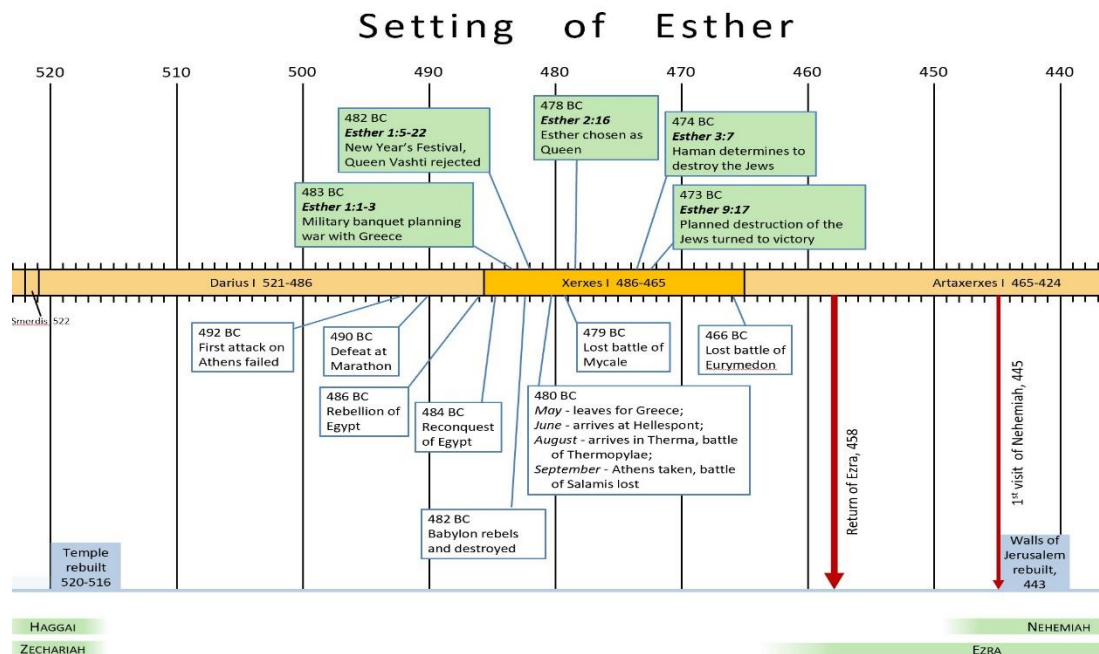 Setting of Esther
520 510 500 490 480 470 460 450 440
482 BC
Esther 1:5-22
New Year's Festival,
Queen Vashti rejected
478 BC
Esther 2:16
Esther chosen as
Queen
474 BC
Esther 3:7
Haman determines to
destroy the Jews
483 BC
Esther 1:1-3
Military banquet planning
war with Greece
473 BC
Esther 9:17
Planned destruction of the
Jews turned to victory
Darius I 521-486
Xerxes I 486-465
Artaxerxes I 465-424
Smerdis 522
492 BC
First attack on
Athens failed
490 BC
Defeat at
Marathon
479 BC
Lost battle of
Mycale
466 BC
Lost battle of
Eurymedon
486 BC
Rebellion of
Egypt
484 BC
Reconquest
of Egypt
480 BC
May - leaves for Greece;
June - arrives at Hellespont;
August - arrives in Therma, battle
of Thermopylae;
September - Athens taken, battle
of Salamis lost
482 BC
Babylon rebels
and destroyed
Return of Ezra, 458
1st visit of Nehemiah, 445
Temple
rebuilt
520-516
Walls of
Jerusalem
rebuilt,
443
HAGGAI
NEHEMIAH
ZECHARIAH
EZRA